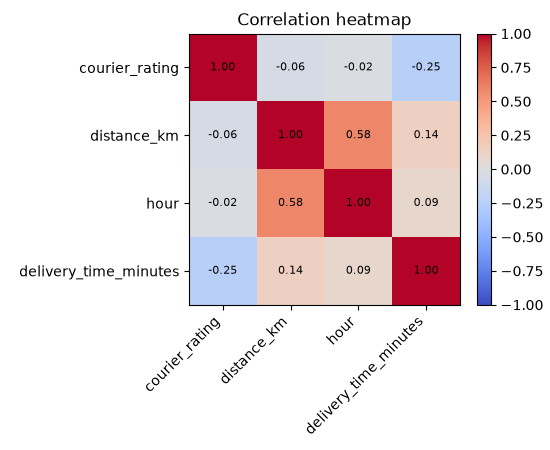 Correlation heatmap
courier_rating 1.00 -0.06 -0.02 -0.25
distance_km -0.06 1.00 0.58 0.14
hour -0.02 0.58 1.00 0.09
delivery_time_minutes -0.25 0.14 0.09 1.00
courier_rating distance_km hour delivery_time_minutes
1.00
0.75
0.50
0.25
0.00
−0.25
−0.50
−0.75
−1.00